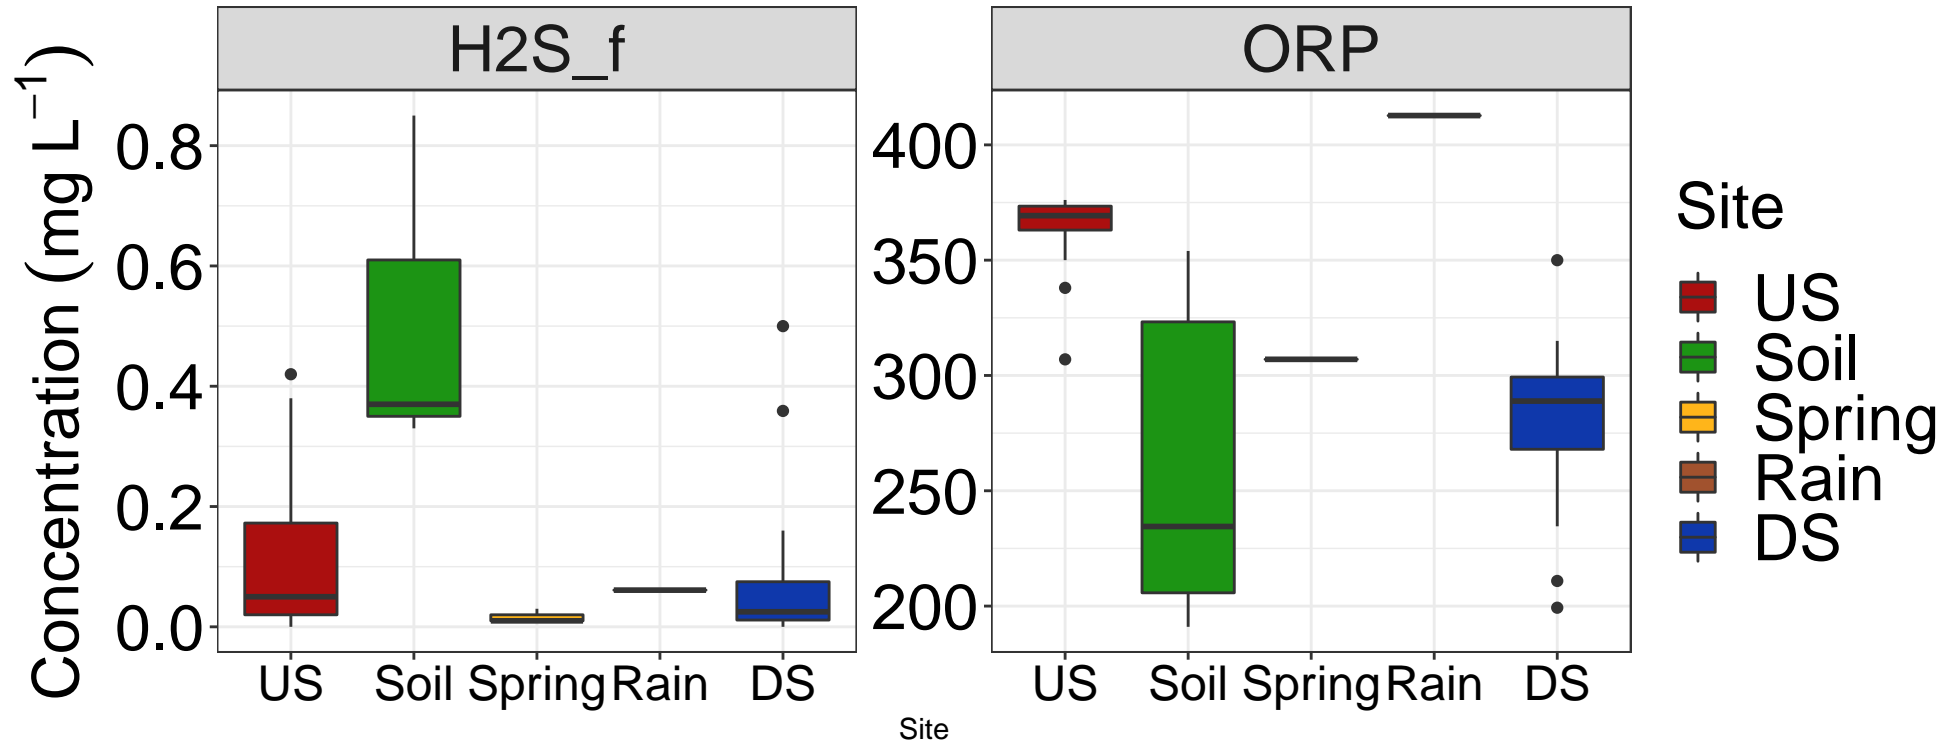 H2S_f
ORP
Concentration (mg L−1)
0.8
0.6
0.4
0.2
0.0
400
350
300
250
200
US Soil Spring Rain DS
US Soil Spring Rain DS
Site
Site
US
Soil
Spring
Rain
DS